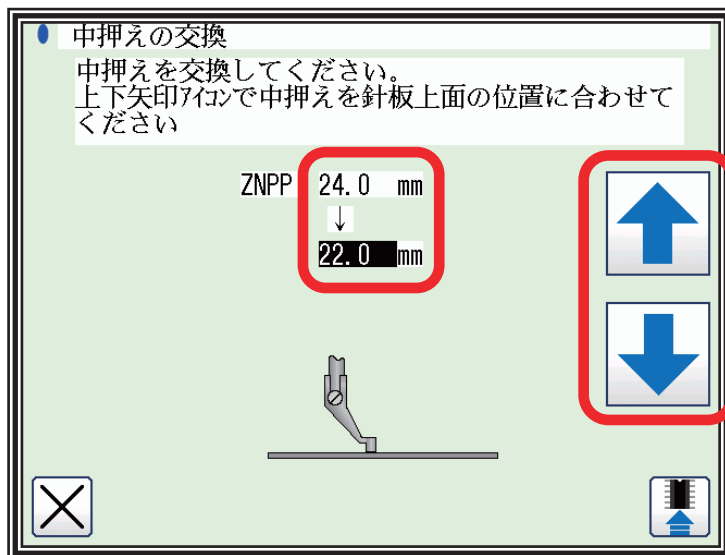 中押えの交換
中押えを交換してください。
上下矢印ｱｲｺﾝで中押えを針板上面の位置に合わせて
ください
ZNPP 24.0 mm
↓
22.0 mm